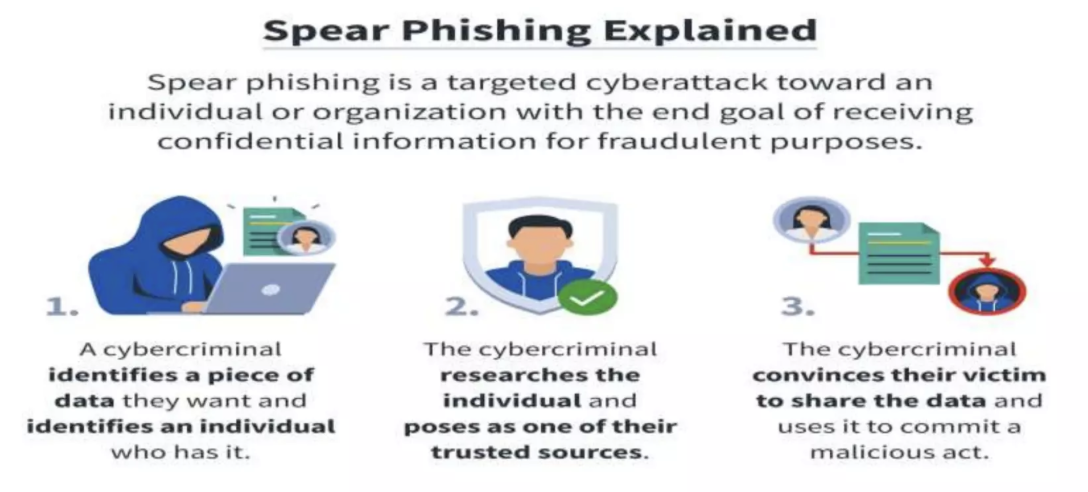 Spear Phishing Explained
Spear phishing is a targeted cyberattack toward an
individual or organization with the end goal of receiving
confidential information for fraudulent purposes.
1.
A cybercriminal
identifies a piece of
data they want and
identifies an individual
who has it.
2.
The cybercriminal
researches the
individual and
poses as one of their
trusted sources.
3.
The cybercriminal
convinces their victim
to share the data and
uses it to commit a
malicious act.